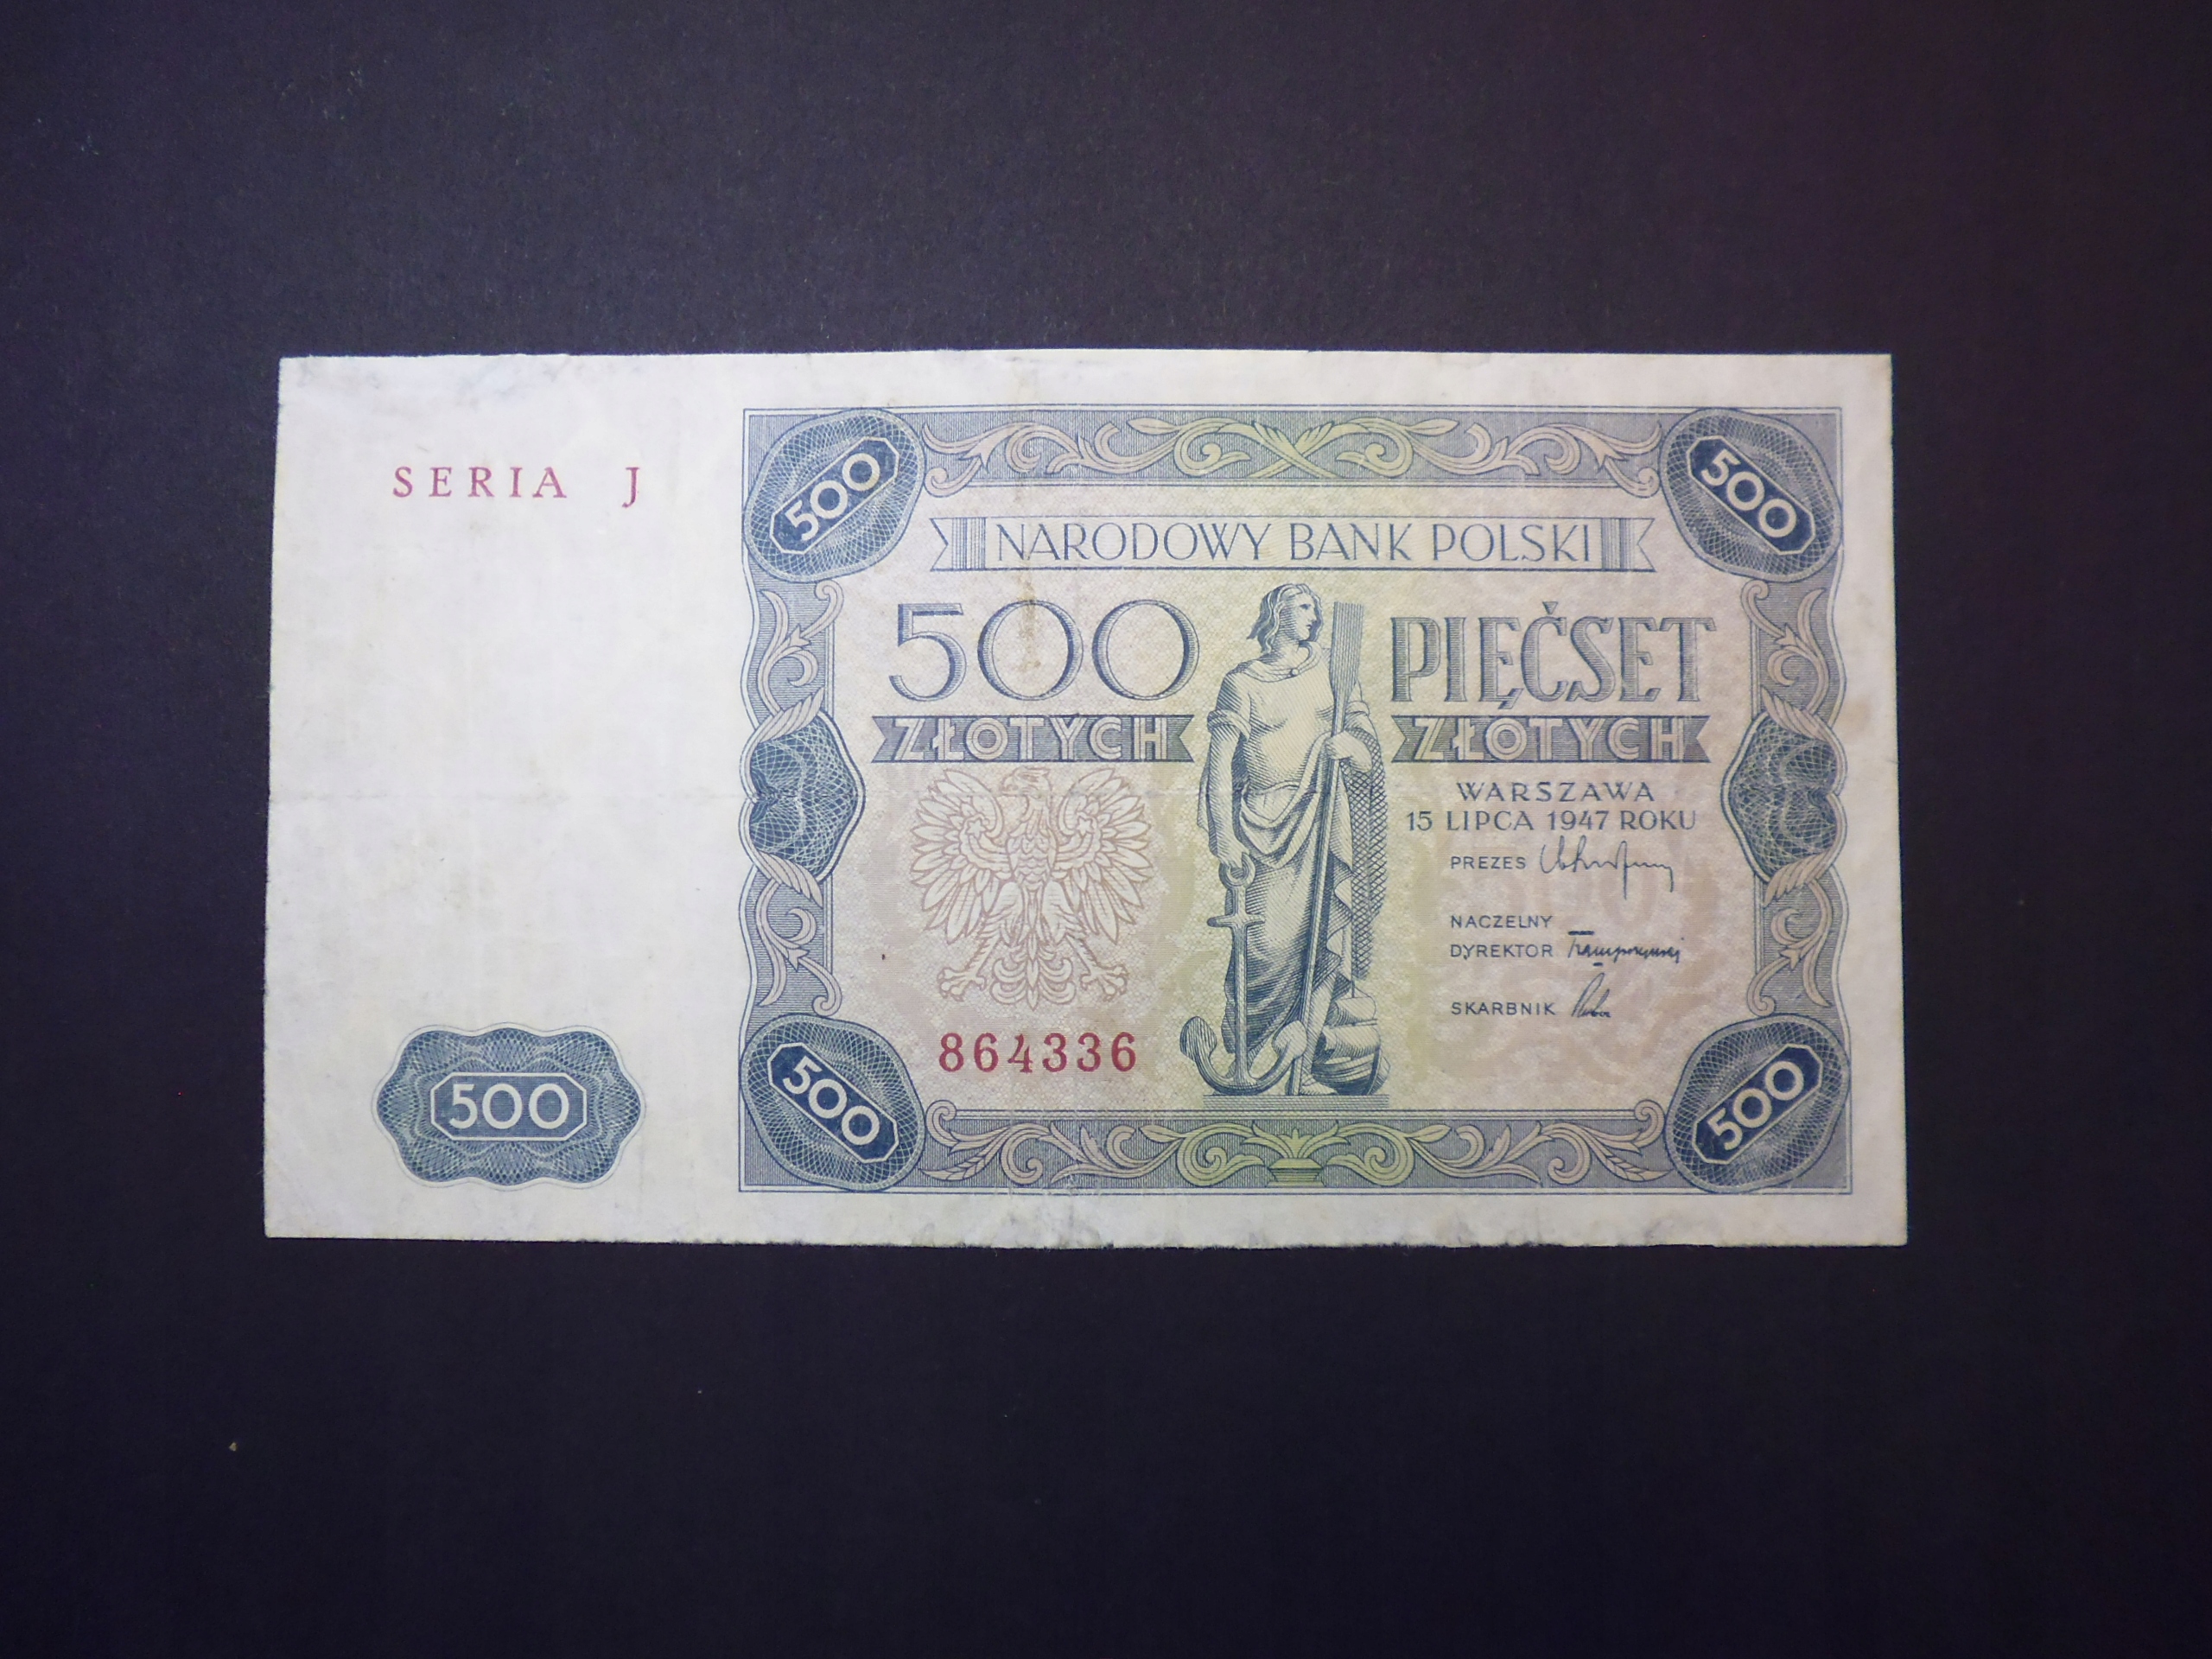 SERIA J
500
500
NARODOWY BANK POLSKI
500
PIĘĆSET
ZŁOTYCH
ZŁOTYCH
WARSZAWA
15 LIPCA 1947 ROKU
PREZES
NACZELNY
DYREKTOR
SKARBNIK
864336
500
500
500